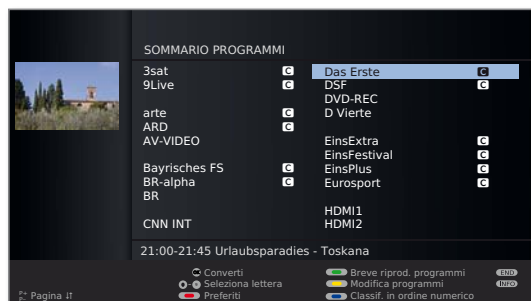 SOMMARIO PROGRAMMI
3sat C
9Live C
arte C
ARD C
AV-VIDEO
Bayrisches FS C
BR-alpha C
BR
CNN INT
Das Erste C
DSF C
DVD-REC
D Vierte
EinsExtra C
EinsFestival C
EinsPlus C
Eurosport C
HDMI1
HDMI2
21:00-21:45 Urlaubsparadies - Toskana
Converti
0-9 Seleziona lettera
Preferiti
Breve riprod. programmi END
Modifica programmi INFO
Classif. in ordine numerico
P+ P- Pagina